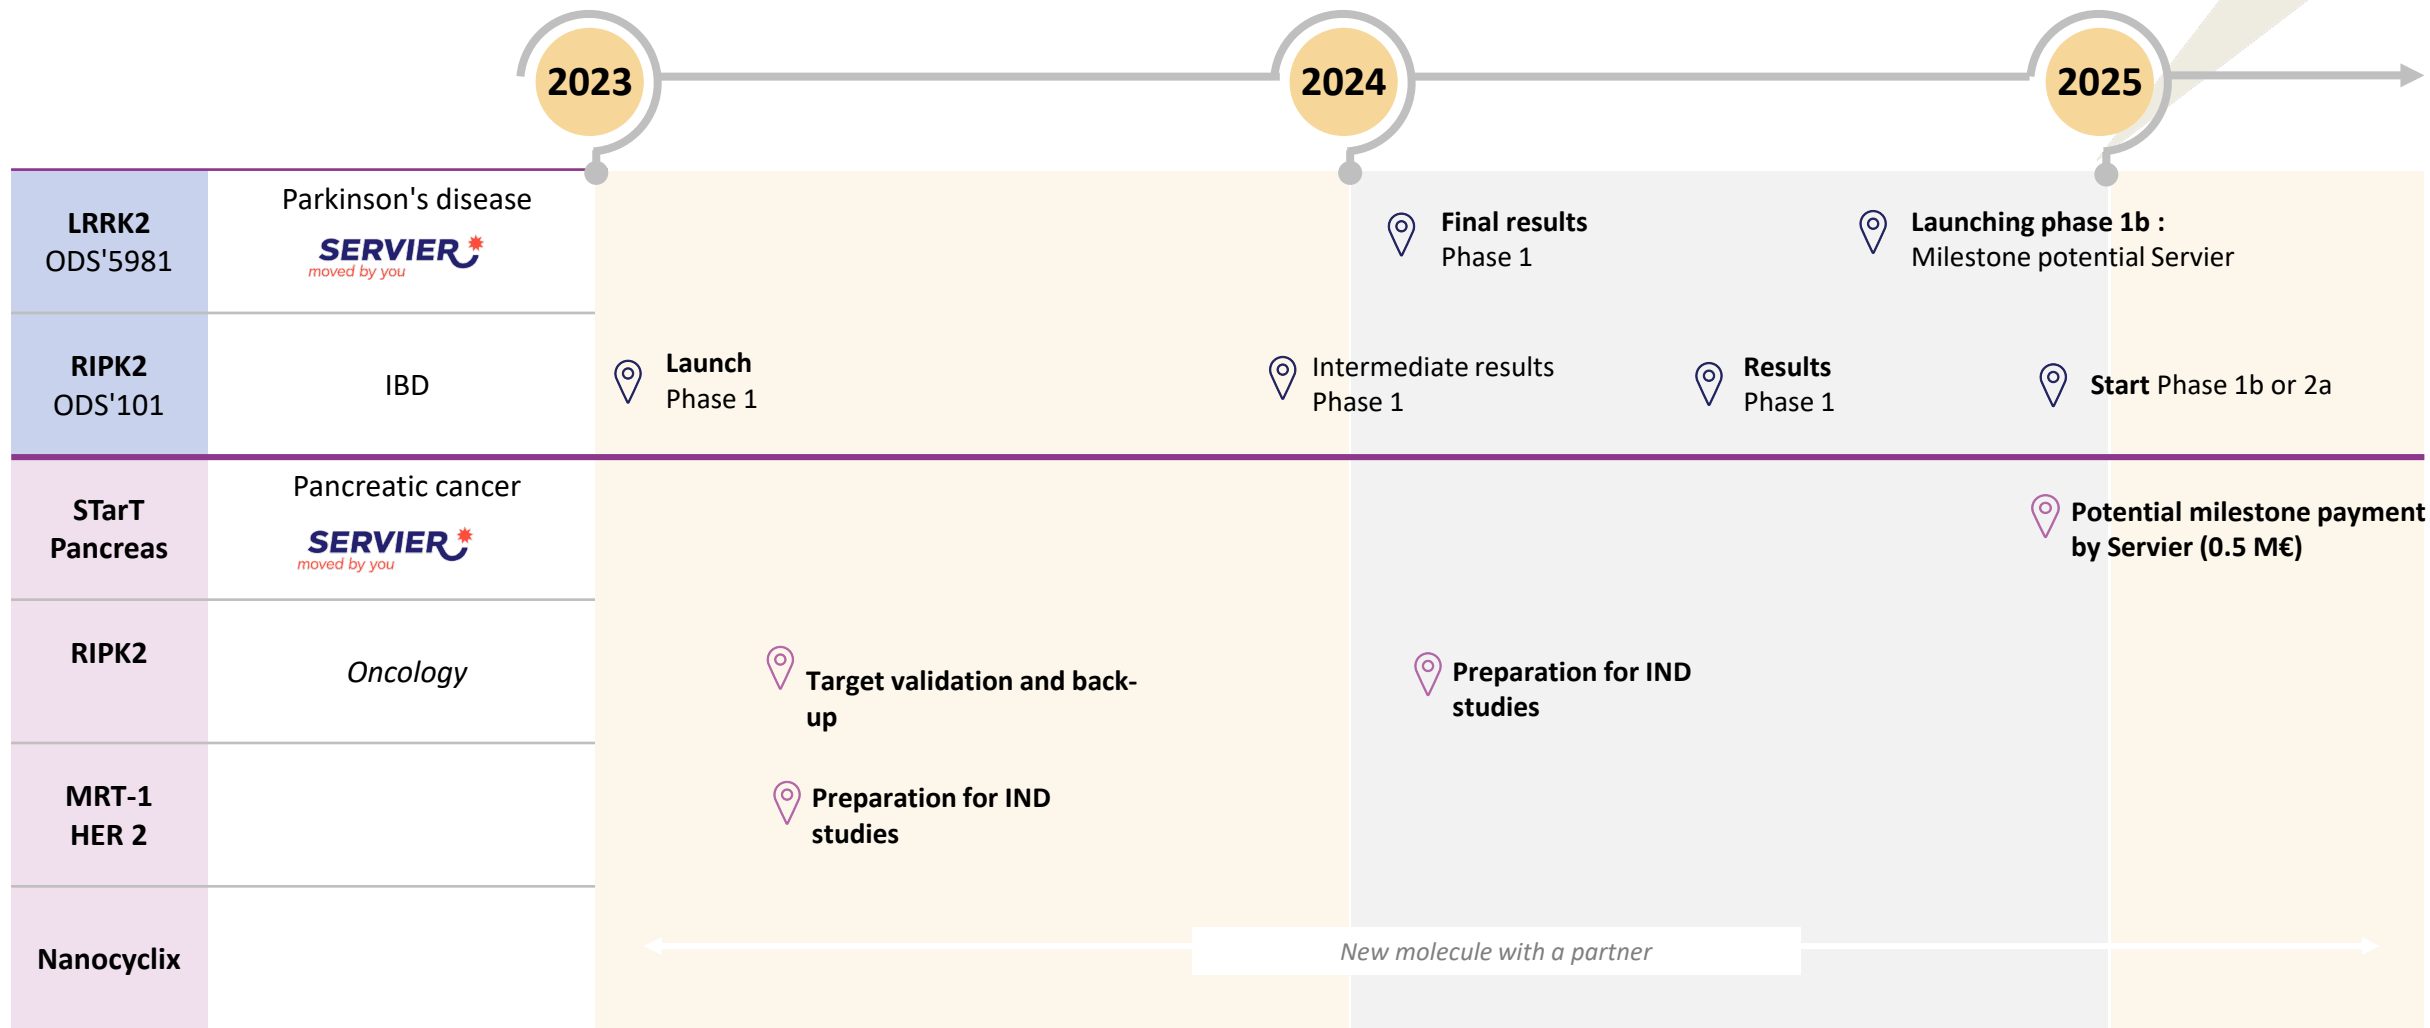 2023
2024
2025
LRRK2
ODS'5981
Parkinson's disease
SERVIER
moved by you
Final results
Phase 1
Launching phase 1b :
Milestone potential Servier
RIPK2
ODS'101
IBD
Launch
Phase 1
Intermediate results
Phase 1
Results
Phase 1
Start Phase 1b or 2a
STarT
Pancreas
Pancreatic cancer
SERVIER
moved by you
Potential milestone payment
by Servier (0.5 M€)
RIPK2
Oncology
Target validation and back-
up
Preparation for IND
studies
MRT-1
HER 2
Preparation for IND
studies
Nanocyclix
New molecule with a partner